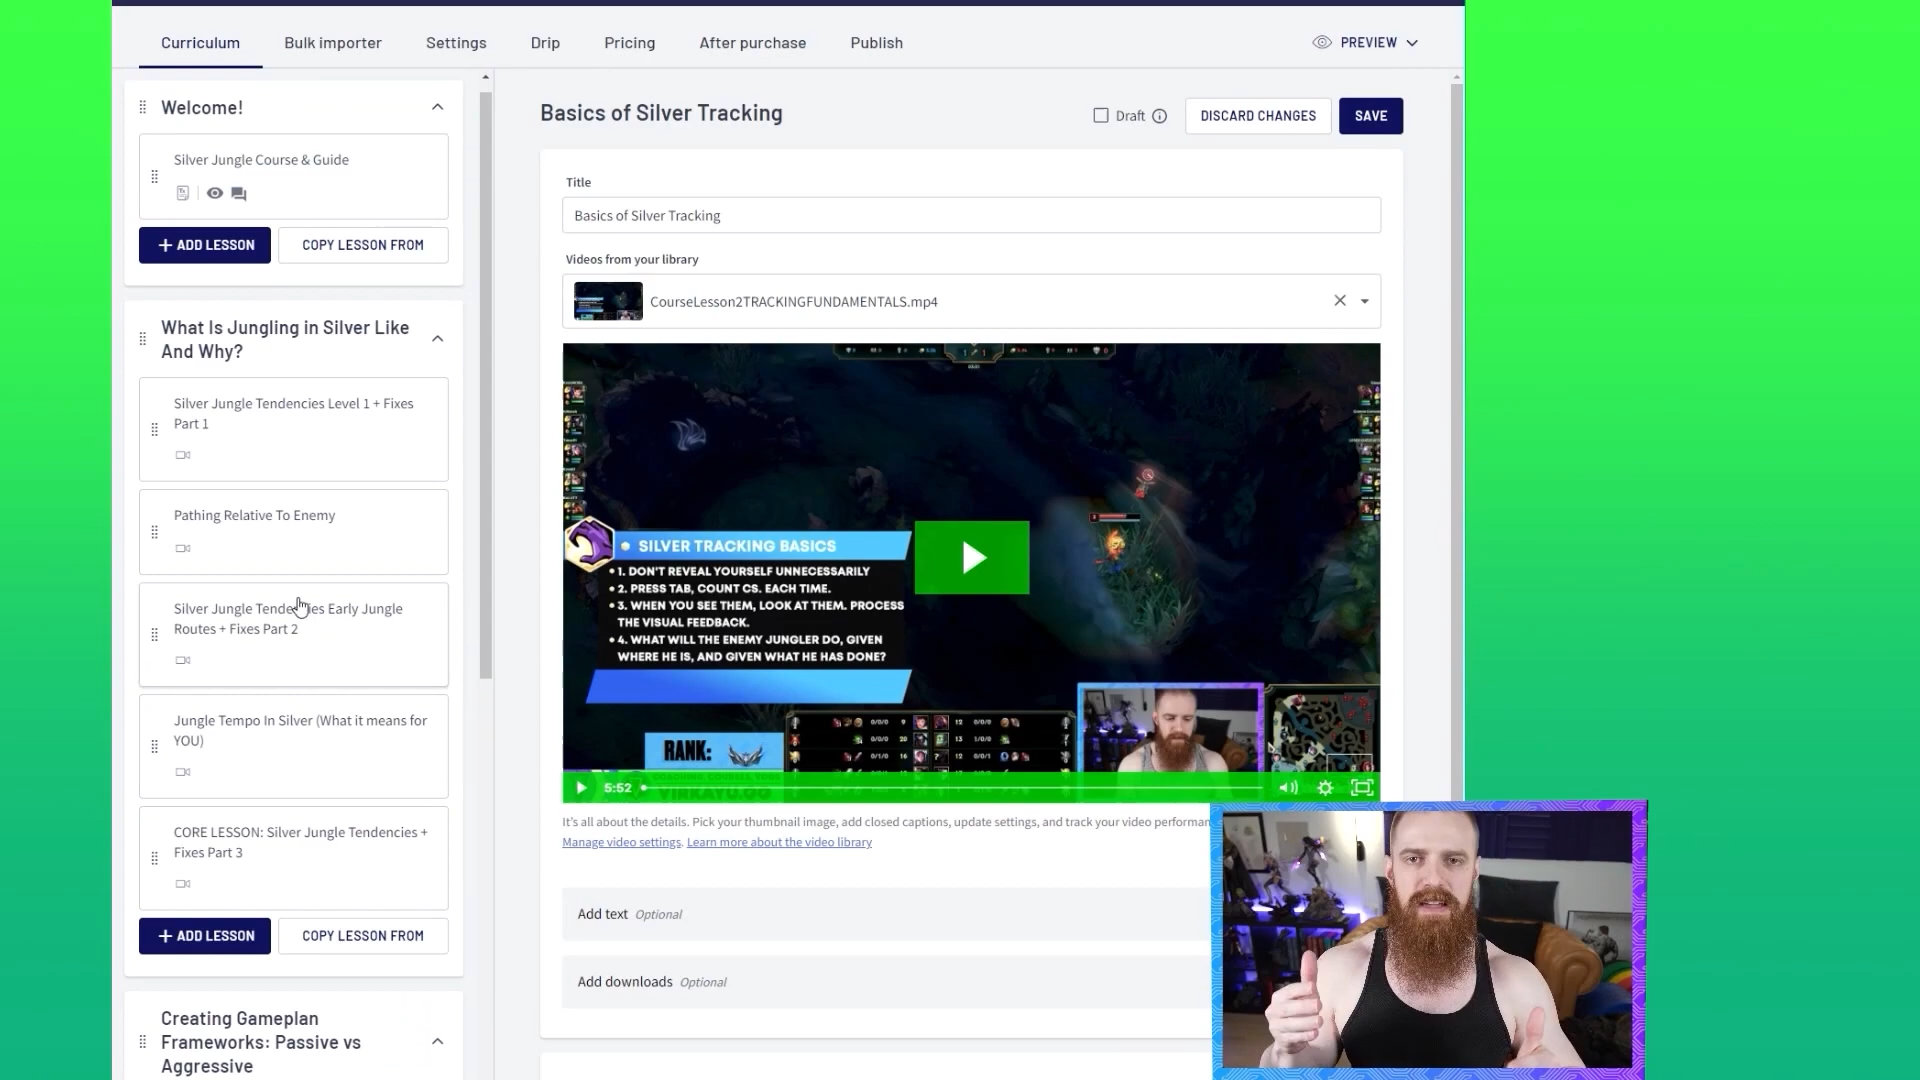 Curriculum
Bulk importer
Settings
Drip
Pricing
After purchase
Publish
PREVIEW
Welcome!
Silver Jungle Course & Guide
ADD LESSON
COPY LESSON FROM
What Is Jungling in Silver Like
And Why?
Silver Jungle Tendencies Level 1 + Fixes
Part 1
Pathing Relative To Enemy
Silver Jungle Tendencies Early Jungle
Routes + Fixes Part 2
Jungle Tempo In Silver (What it means for
YOU)
CORE LESSON: Silver Jungle Tendencies +
Fixes Part 3
ADD LESSON
COPY LESSON FROM
Creating Gameplan
Frameworks: Passive vs
Aggressive
Basics of Silver Tracking
Draft
DISCARD CHANGES
SAVE
Title
Basics of Silver Tracking
Videos from your library
CourseLesson2TRACKINGFUNDAMENTALS.mp4
SILVER TRACKING BASICS
• 1. DON'T REVEAL YOURSELF UNNECESSARILY
• 2. PRESS TAB, COUNT CS. EACH TIME.
• 3. WHEN YOU SEE THEM, LOOK AT THEM. PROCESS
THE VISUAL FEEDBACK.
• 4. WHAT WILL THE ENEMY JUNGLER DO, GIVEN
WHERE HE IS, AND GIVEN WHAT HE HAS DONE?
RANK:
COACHING, COURSES, YOGG
VIRKAYU.GG
5:52
It's all about the details. Pick your thumbnail image, add closed captions, update settings, and track your video performan
Manage video settings. Learn more about the video library
Add text Optional
Add downloads Optional